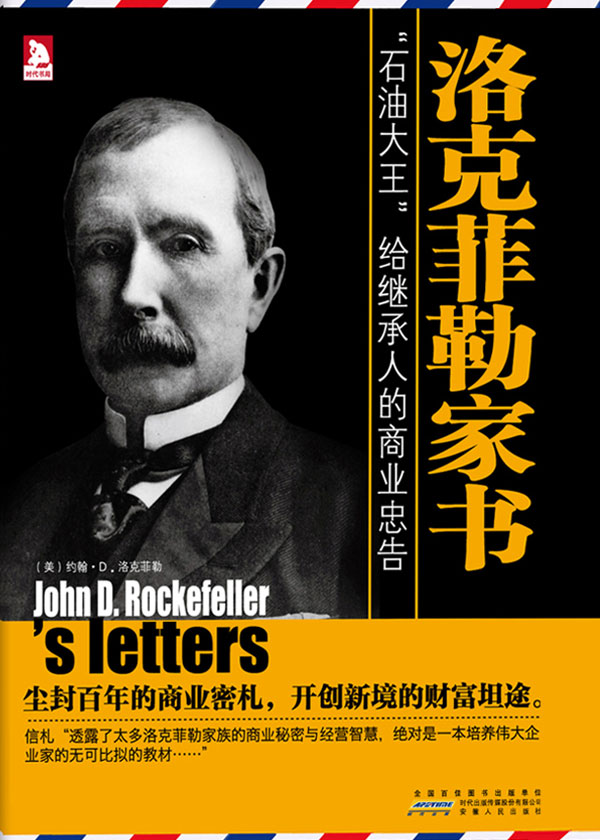 时代书局
洛克菲勒家书
“石油大王”给继承人的商业忠告
（美）约翰·D.洛克菲勒
John D. Rockefeller
's letters
尘封百年的商业密札，开创新境的财富坦途。
信札“透露了太多洛克菲勒家族的商业秘密与经营智慧，绝对是一本培养伟大企
业家的无可比拟的教材……”
全国百佳图书出版单位
APTIME 时代出版传媒股份有限公司
安徽人民出版社